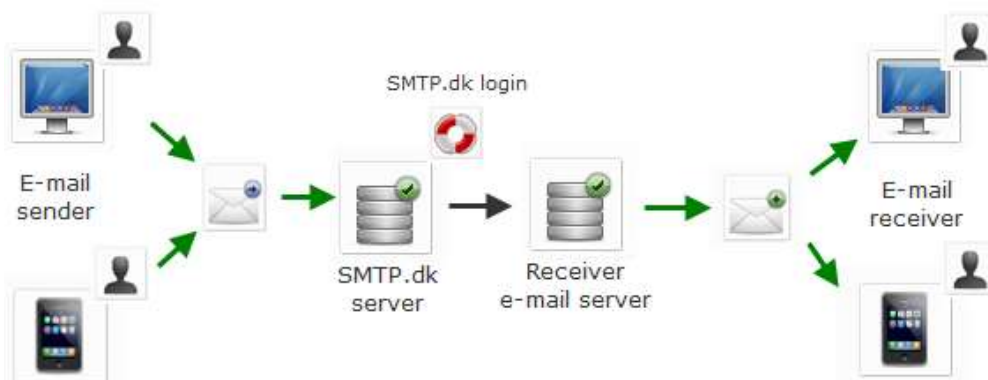 SMTP.dk login
E-mail
sender
SMTP.dk
server
Receiver
e-mail server
E-mail
receiver